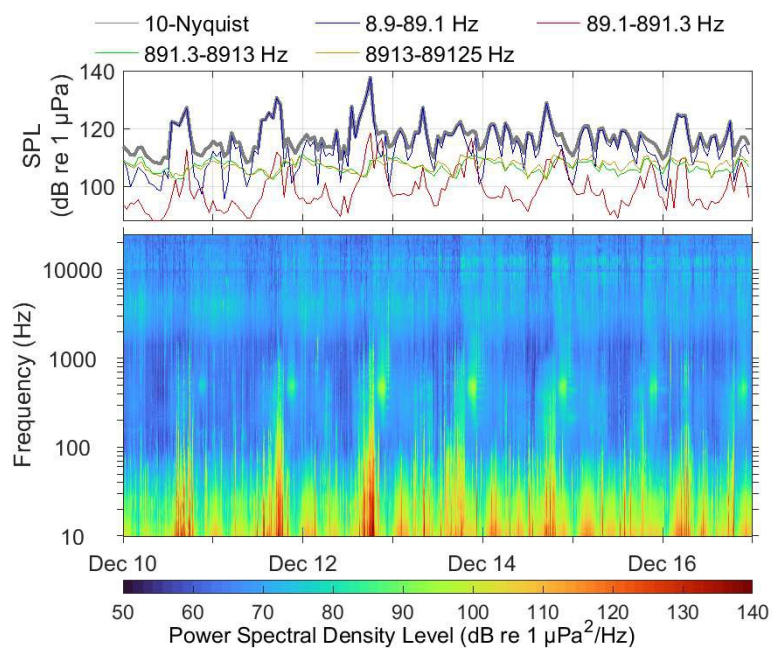 10-Nyquist 8.9-89.1 Hz 89.1-891.3-Hz
891.3-8913 Hz 8913-89125 Hz
140
120
100
SPL
(dB re 1 µPa)
10000
1000
100
10
Frequency (Hz)
Dec 10 Dec 12 Dec 14 Dec 16
50 60 70 80 90 100 110 120 130 140
Power Spectral Density Level (dB re 1 µPa²/Hz)